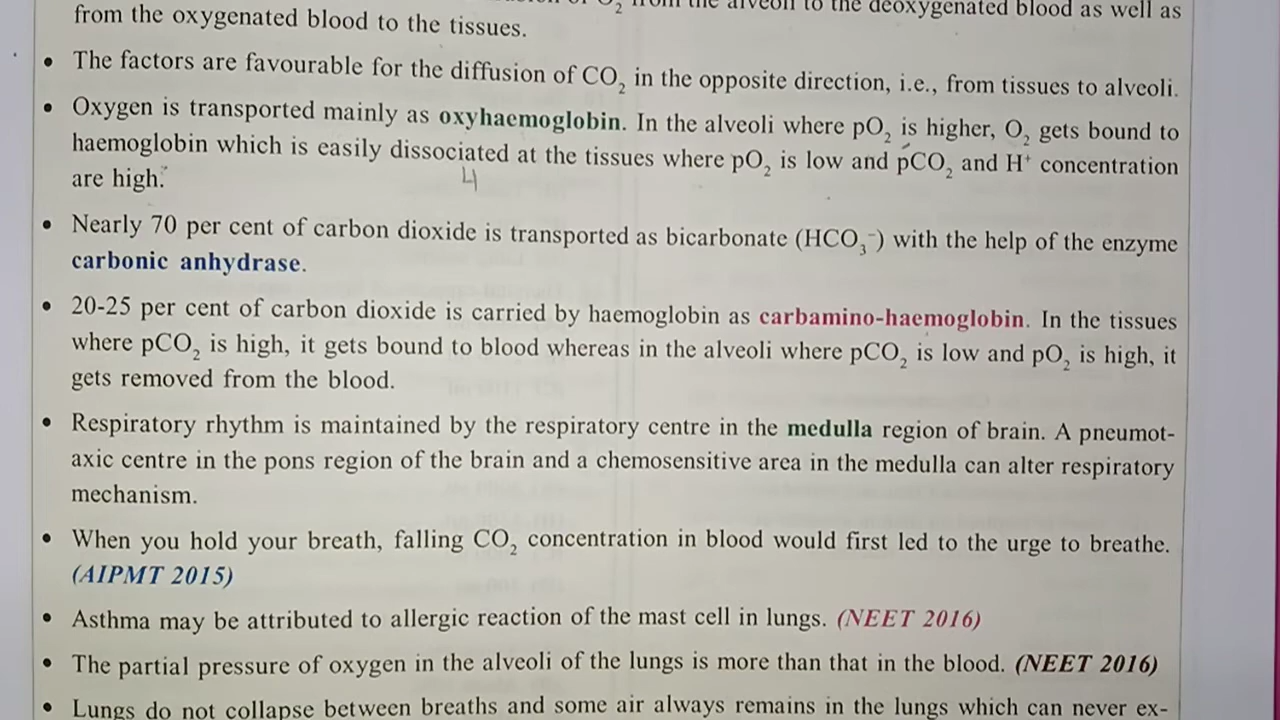 from the alveoli to the deoxygenated blood as well as
from the oxygenated blood to the tissues.
• The factors are favourable for the diffusion of CO₂ in the opposite direction, i.e., from tissues to alveoli.
• Oxygen is transported mainly as oxyhaemoglobin. In the alveoli where pO₂ is higher, O₂ gets bound to
haemoglobin which is easily dissociated at the tissues where pO₂ is low and pCO₂ and H⁺ concentration
are high.
4
• Nearly 70 per cent of carbon dioxide is transported as bicarbonate (HCO₃⁻) with the help of the enzyme
carbonic anhydrase.
• 20-25 per cent of carbon dioxide is carried by haemoglobin as carbamino-haemoglobin. In the tissues
where pCO₂ is high, it gets bound to blood whereas in the alveoli where pCO₂ is low and pO₂ is high, it
gets removed from the blood.
• Respiratory rhythm is maintained by the respiratory centre in the medulla region of brain. A pneumot-
axic centre in the pons region of the brain and a chemosensitive area in the medulla can alter respiratory
mechanism.
• When you hold your breath, falling CO₂ concentration in blood would first led to the urge to breathe.
(AIPMT 2015)
• Asthma may be attributed to allergic reaction of the mast cell in lungs. (NEET 2016)
• The partial pressure of oxygen in the alveoli of the lungs is more than that in the blood. (NEET 2016)
• Lungs do not collapse between breaths and some air always remains in the lungs which can never ex-